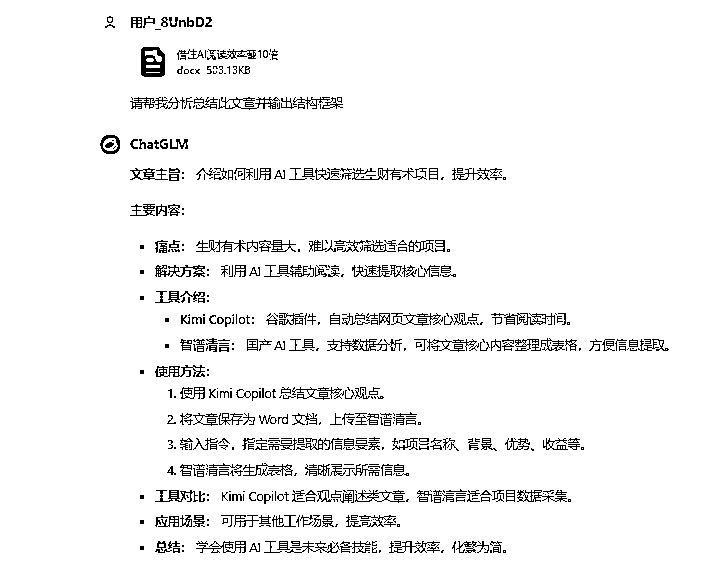 用户_8UnbD2
借住AI阅读效率蹭10倍
docx 503.13KB
请帮我分析总结此文章并输出结构框架
ChatGLM
文章主旨： 介绍如何利用 AI 工具快速筛选生财有术项目，提升效率。
主要内容：
痛点： 生财有术内容量大，难以高效筛选适合的项目。
解决方案： 利用 AI 工具辅助阅读，快速提取核心信息。
工具介绍：
Kimi Copilot： 谷歌插件，自动总结网页文章核心观点，节省阅读时间。
智谱清言： 国产 AI 工具，支持数据分析，可将文章核心内容整理成表格，方便信息提取。
使用方法：
1. 使用 Kimi Copilot 总结文章核心观点。
2. 将文章保存为 Word 文档，上传至智谱清言。
3. 输入指令，指定需要提取的信息要素，如项目名称、背景、优势、收益等。
4. 智谱清言将生成表格，清晰展示所需信息。
工具对比： Kimi Copilot 适合观点阐述类文章，智谱清言适合项目数据采集。
应用场景： 可用于其他工作场景，提高效率。
总结： 学会使用 AI 工具是未来必备技能，提升效率，化繁为简。